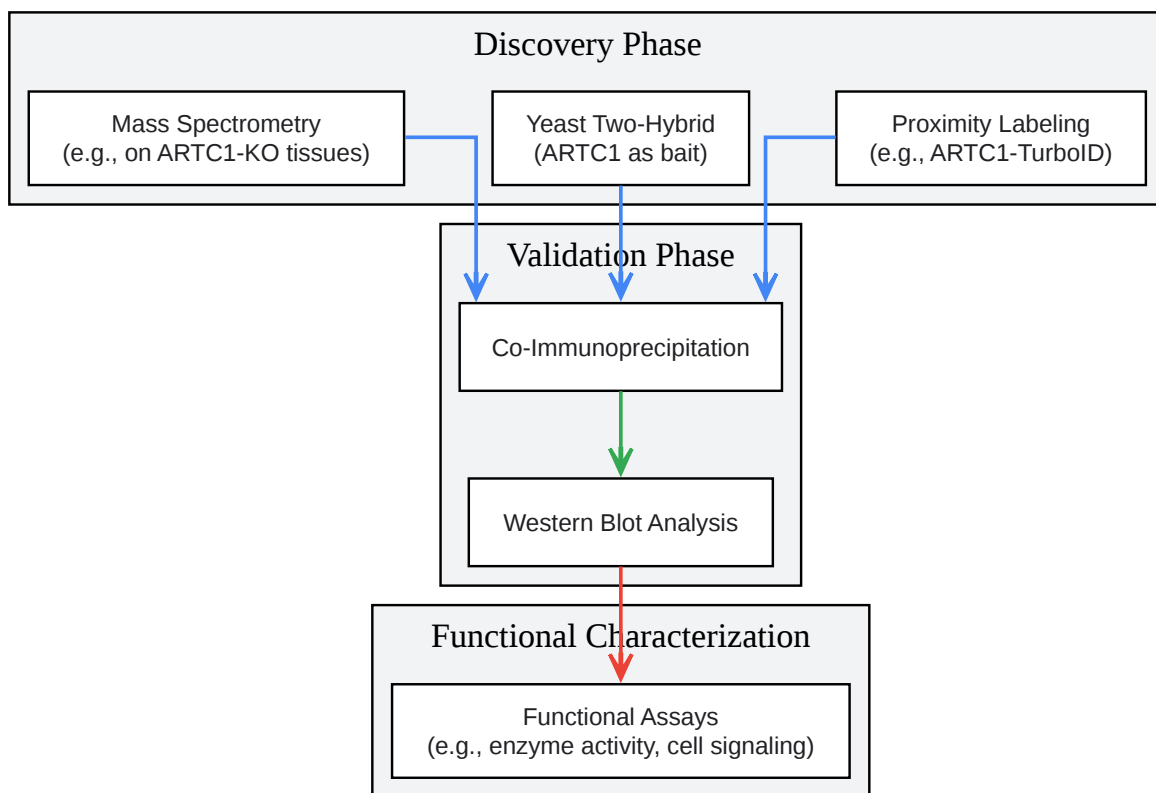 Discovery Phase
Mass Spectrometry
(e.g., on ARTC1-KO tissues)
Yeast Two-Hybrid
(ARTC1 as bait)
Proximity Labeling
(e.g., ARTC1-TurboID)
Validation Phase
Co-Immunoprecipitation
Western Blot Analysis
Functional Characterization
Functional Assays
(e.g., enzyme activity, cell signaling)